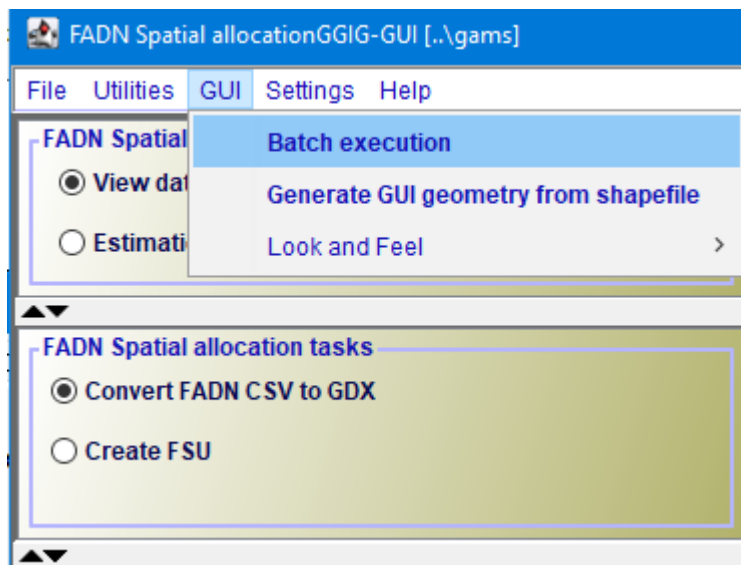 FADN Spatial allocationGGIG-GUI [..\gams]
File Utilities GUI Settings Help
FADN Spatial
Batch execution
View dat
Generate GUI geometry from shapefile
Estimati
Look and Feel
FADN Spatial allocation tasks
Convert FADN CSV to GDX
Create FSU